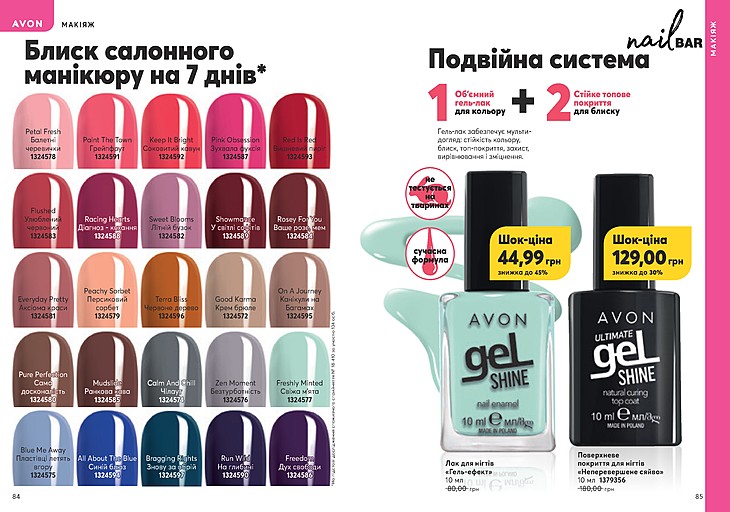 AVON
МАКІЯЖ
Блиск салонного
манікюру на 7 днів*
Petal Fresh
Балетні
черевички
1324578
Paint The Town
Грейпфрут
1324591
Keep It Bright
Соковитий кавун
1324592
Pink Obsession
Зухвала фуксія
1324587
Red Is Red
Вишневий пиріг
1324593
Flushed
Улюблений
червоний
1324583
Racing Hearts
Діагноз - кохання
1324588
Sweet Blooms
Літній бузок
1324582
Showmance
У світлі софітів
1324589
Rosey For You
Ваше розе, мем
1324584
Everyday Pretty
Аксіома краси
1324581
Peachy Sorbet
Персиковий
сорбет
1324579
Terra Bliss
Червоне дерево
1324596
Good Karma
Крем брюле
1324572
On A Journey
Канікули на
Багамах
1324595
Pure Perfection
Само
досконалість
1324580
Mudslide
Ранкова кава
1324585
Calm And Chill
Чілаут
1324574
Zen Moment
Безтурботність
1324576
Freshly Minted
Свіжа м'ята
1324577
Blue Me Away
Пластівці летять
вгору
1324575
All About The Blue
Синій бриз
1324594
Bragging Rights
Знову за серій
1324597
Run Wild
На глибині
1324590
Freedom
Дух свободи
1324586
84
nail BAR
МАКІЯЖ
Подвійна система
1 Об'ємний
гель-лак
для кольору
+
2 Стійке топове
покриття
для блиску
Гель-лак забезпечує мульти-
догляд: стійкість кольору,
блиск, топ-покриття, захист,
вирівнювання і зміцнення.
не
тестується
на
тваринах
сучасна
формула
Шок-ціна
44,99 грн
знижка до 45%
Шок-ціна
129,00 грн
знижка до 30%
AVON
gel
SHINE
nail enamel
10 ml e мл/
MADE IN POLAND
AVON
ULTIMATE
gel
SHINE
natural curing
top coat
10 ml e мл/
MADE IN POLAND
Лак для нігтів
«Гель-ефект»
10 мл
80,00 грн
Поверхневе
покриття для нігтів
«Неперевершене сяйво»
10 мл 1379356
180,00 грн
85